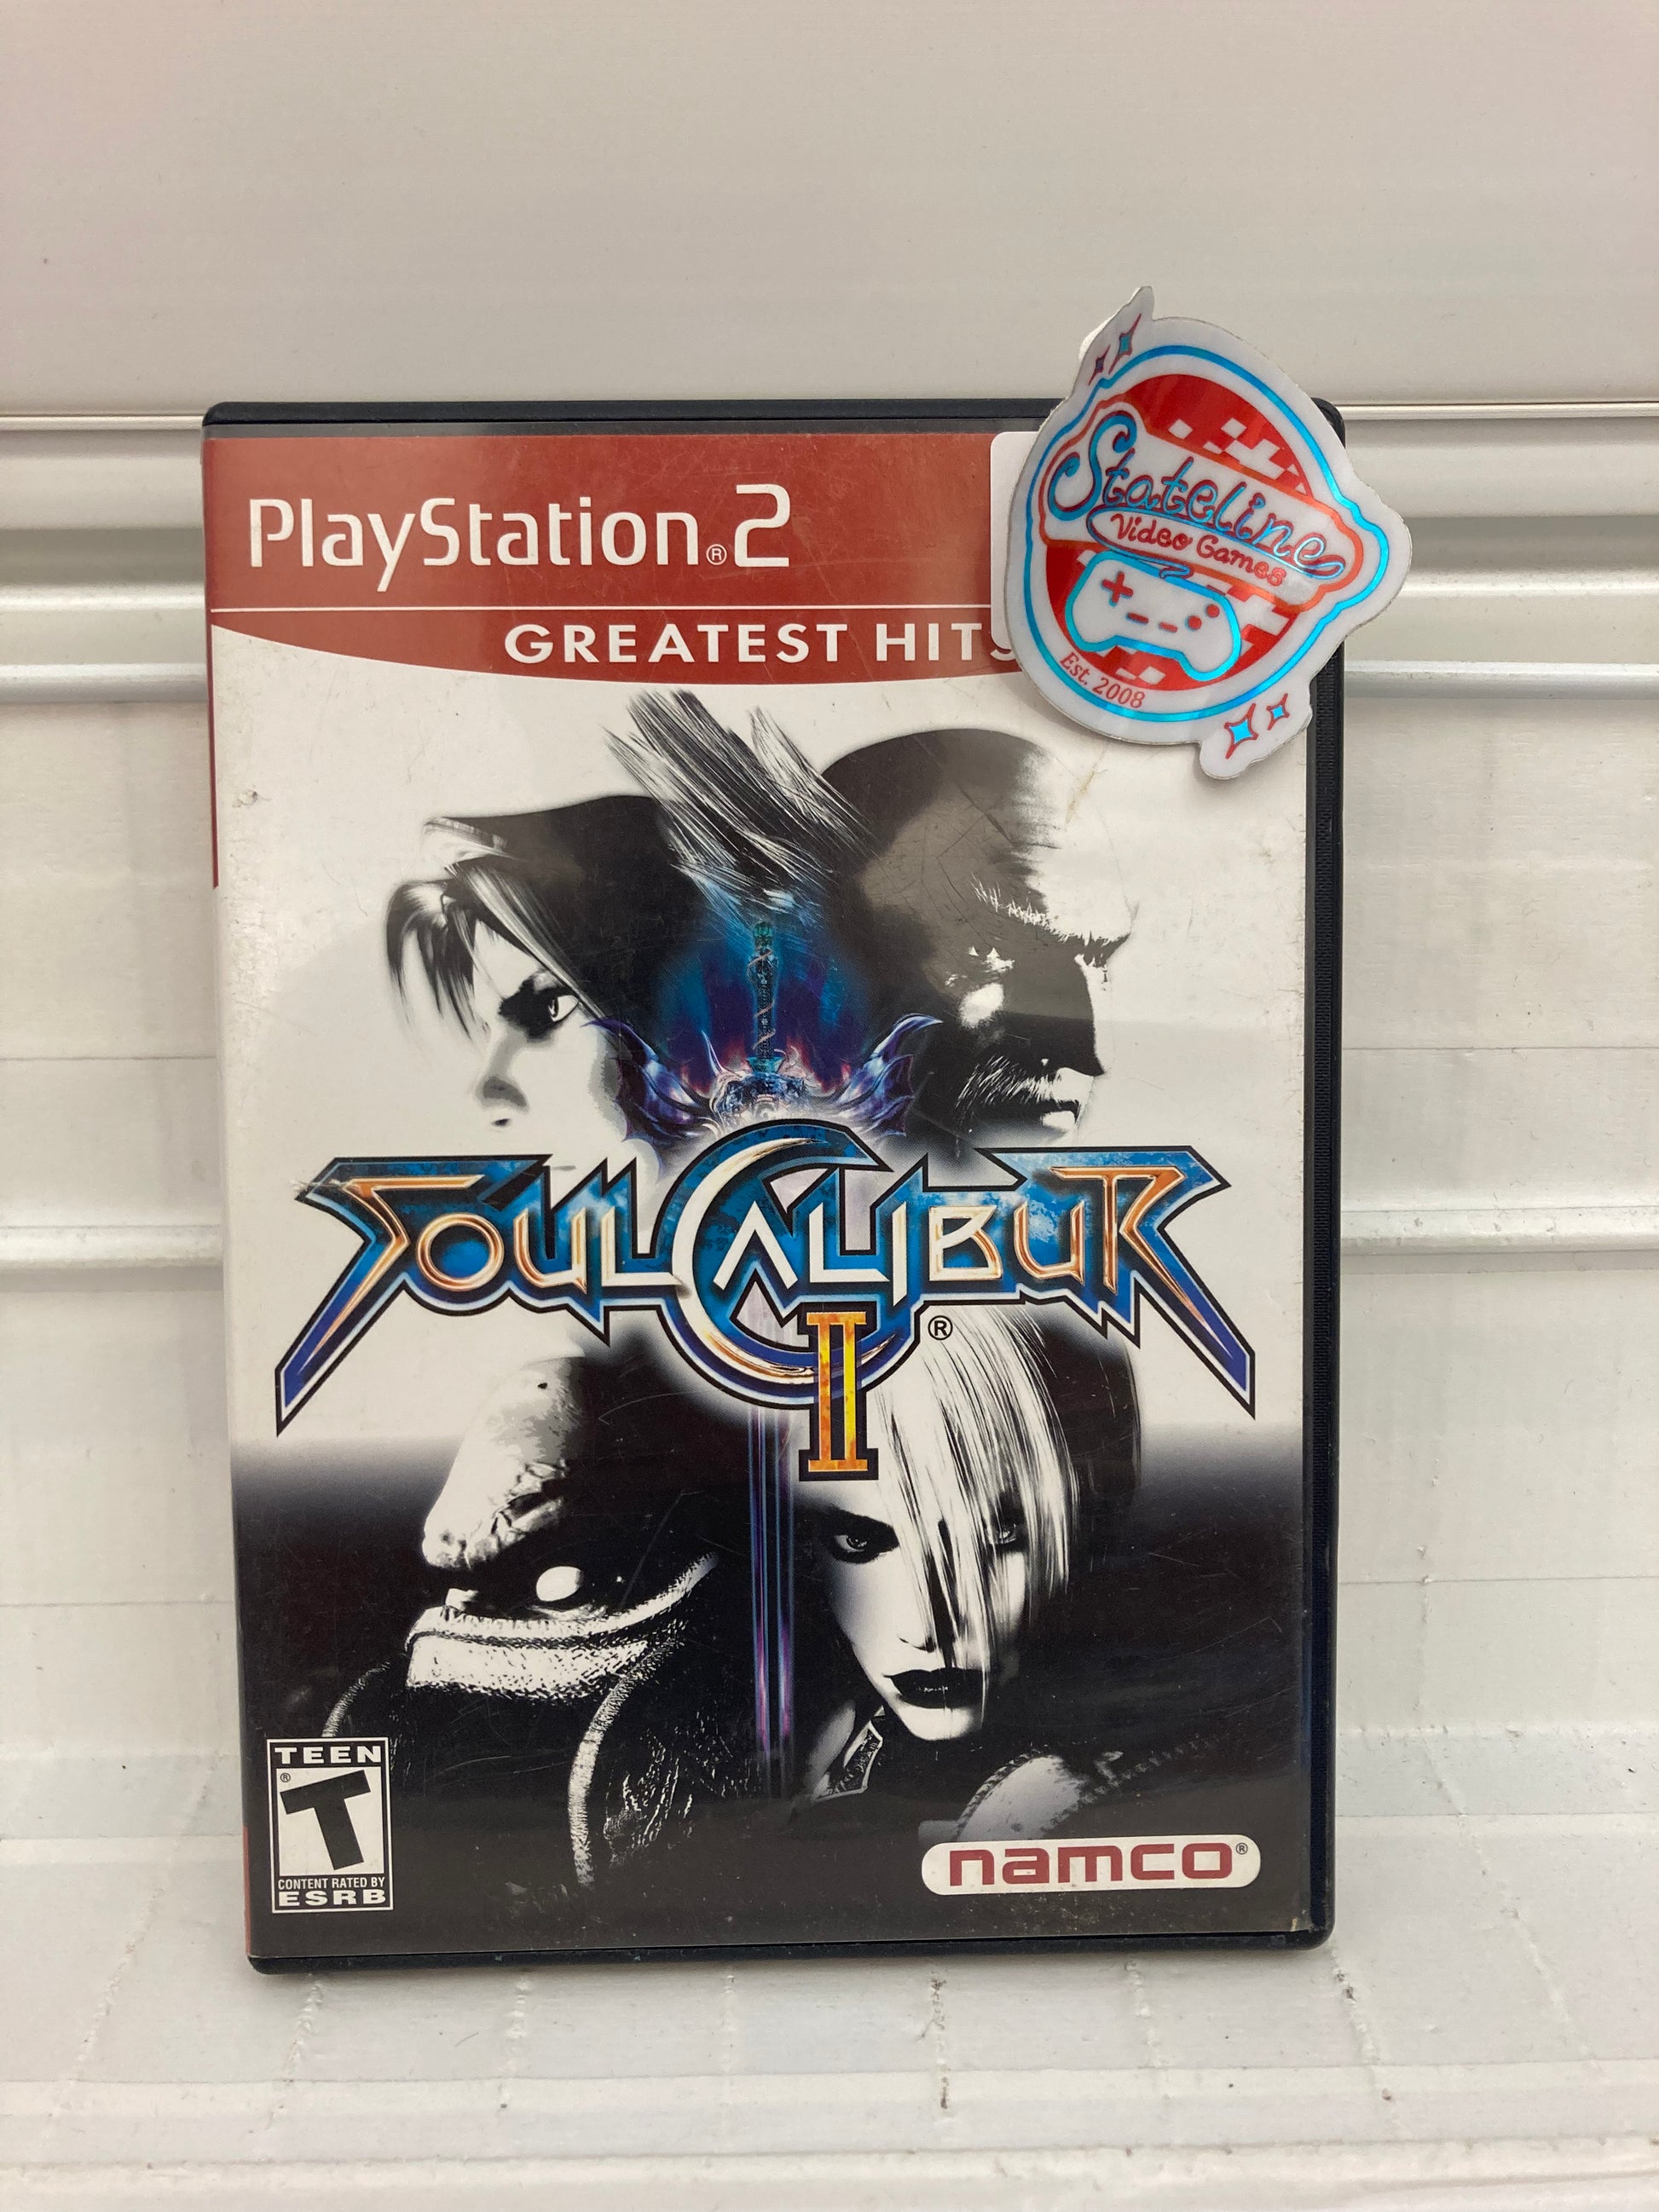 PlayStation®2
GREATEST HITS
Stateline
Video Games
Est. 2008
SOULCALIBUR
II®
TEEN
T®
CONTENT RATED BY
ESRB
namco®